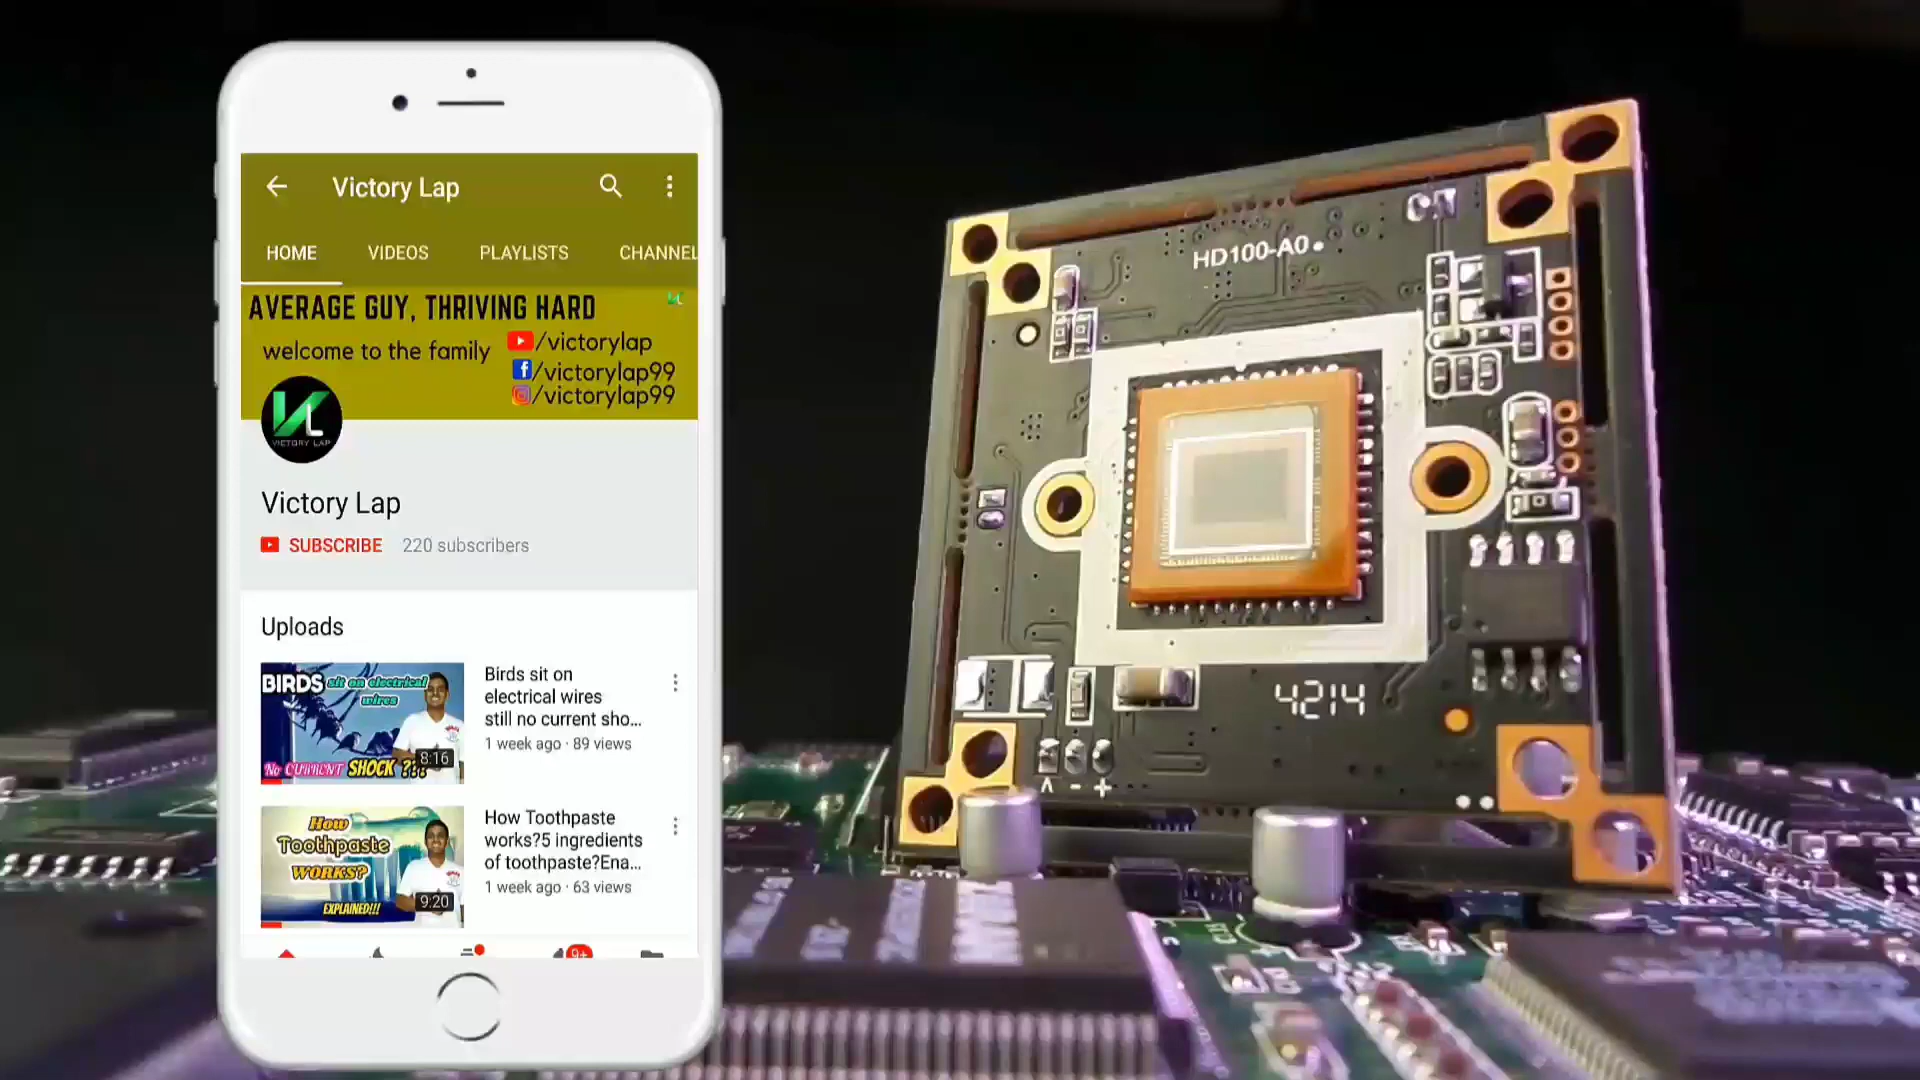 Victory Lap
HOME VIDEOS PLAYLISTS CHANNEL
AVERAGE GUY, THRIVING HARD
welcome to the family
/victorylap
/victorylap99
/victorylap99
VL
VICTORY LAP
Victory Lap
SUBSCRIBE 220 subscribers
Uploads
BIRDS sit on electrical
wires
No CURRENT SHOCK ???
8:16
Birds sit on
electrical wires
still no current sho...
1 week ago · 89 views
How
Toothpaste
WORKS?
EXPLAINED!!!
9:20
How Toothpaste
works?5 ingredients
of toothpaste?Ena...
1 week ago · 63 views
9+
HD100-A0
4214
- +